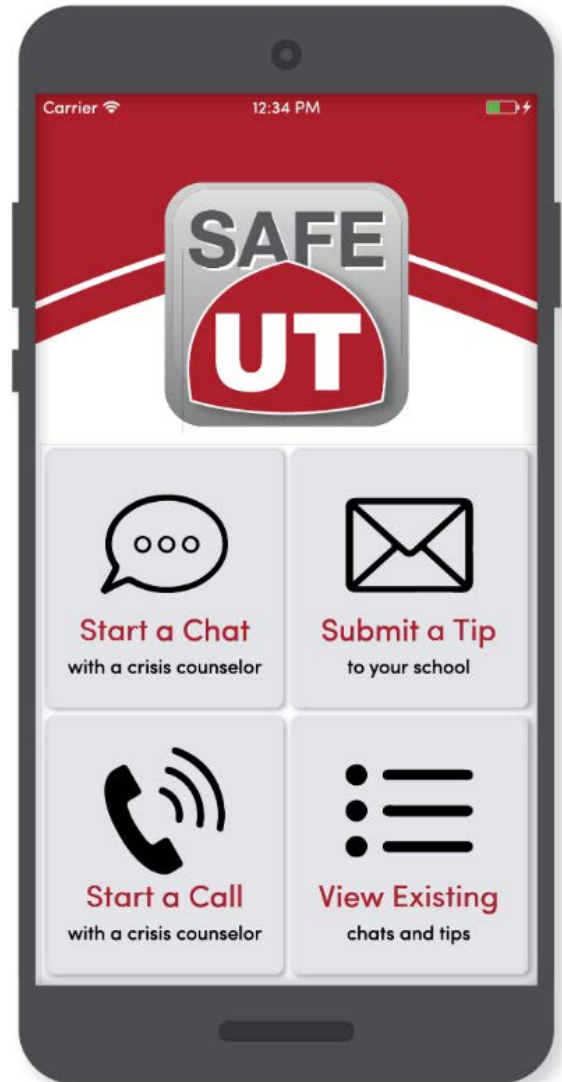 Carrier 12:34 PM
SAFE
UT
Start a Chat
with a crisis counselor
Submit a Tip
to your school
Start a Call
with a crisis counselor
View Existing
chats and tips